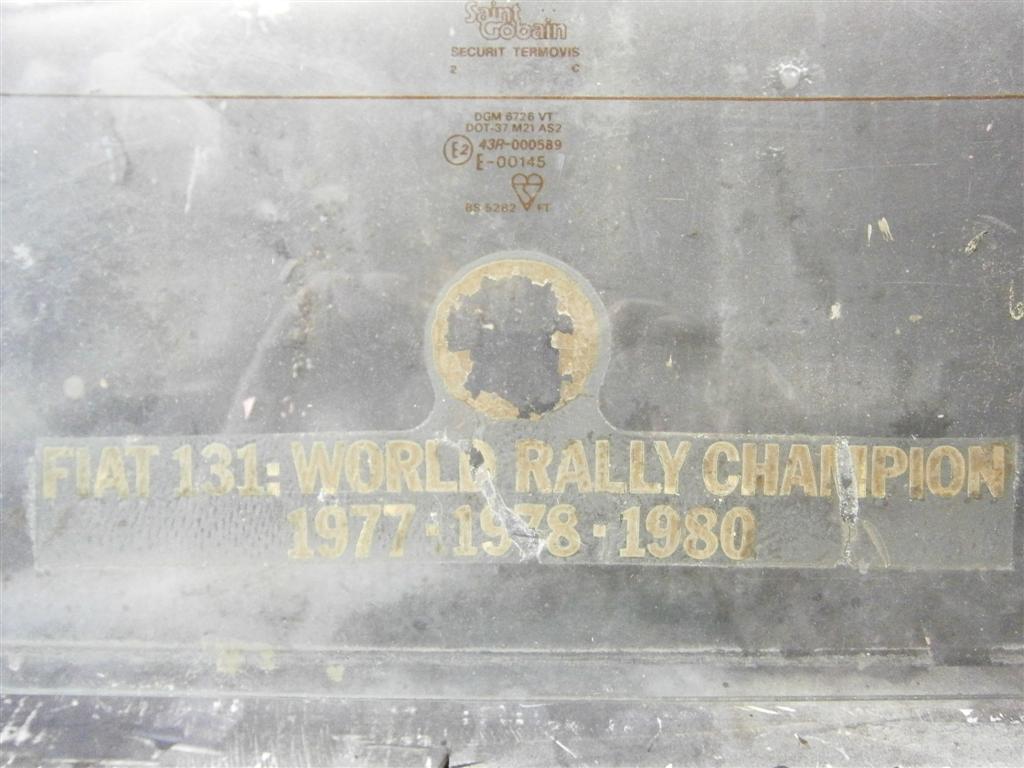 Saint
Gobain
SECURIT TERMOVIS
2 C
DGM 6726 VT
DOT-37 M21 AS2
E2 43R-000589
E-00145
BS 5282 FT
FIAT 131: WORLD RALLY CHAMPION
1977 · 1978 · 1980